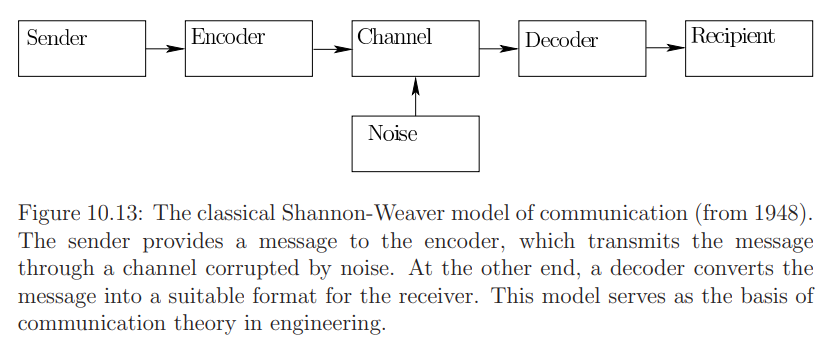 Sender
Encoder
Channel
Decoder
Recipient
Noise
Figure 10.13: The classical Shannon-Weaver model of communication (from 1948).
The sender provides a message to the encoder, which transmits the message
through a channel corrupted by noise. At the other end, a decoder converts the
message into a suitable format for the receiver. This model serves as the basis of
communication theory in engineering.